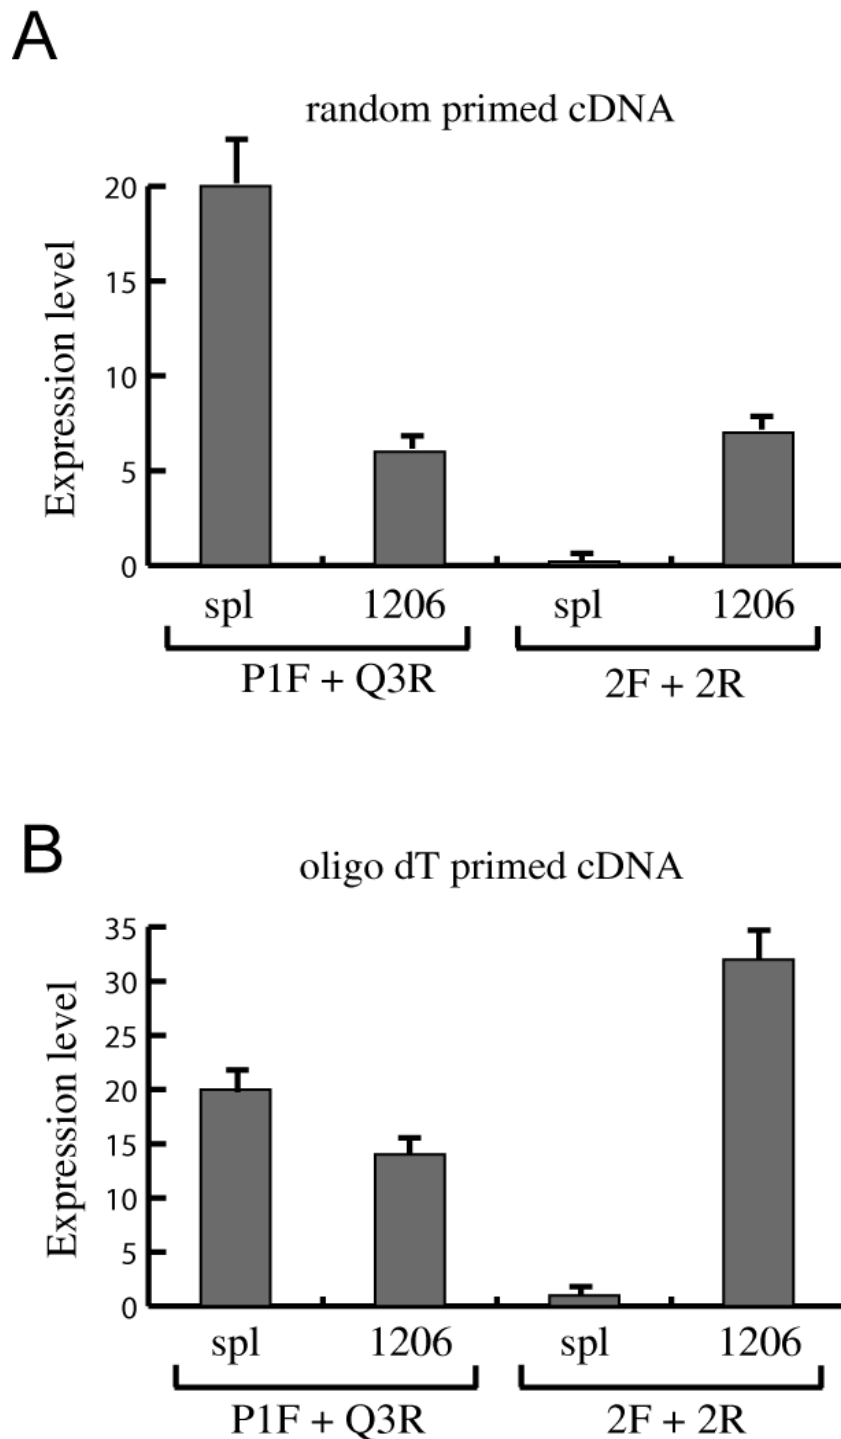 A
random primed cDNA
Expression level
20
15
10
5
0
spl 1206 spl 1206
P1F + Q3R 2F + 2R
B
oligo dT primed cDNA
Expression level
35
30
25
20
15
10
5
0
spl 1206 spl 1206
P1F + Q3R 2F + 2R